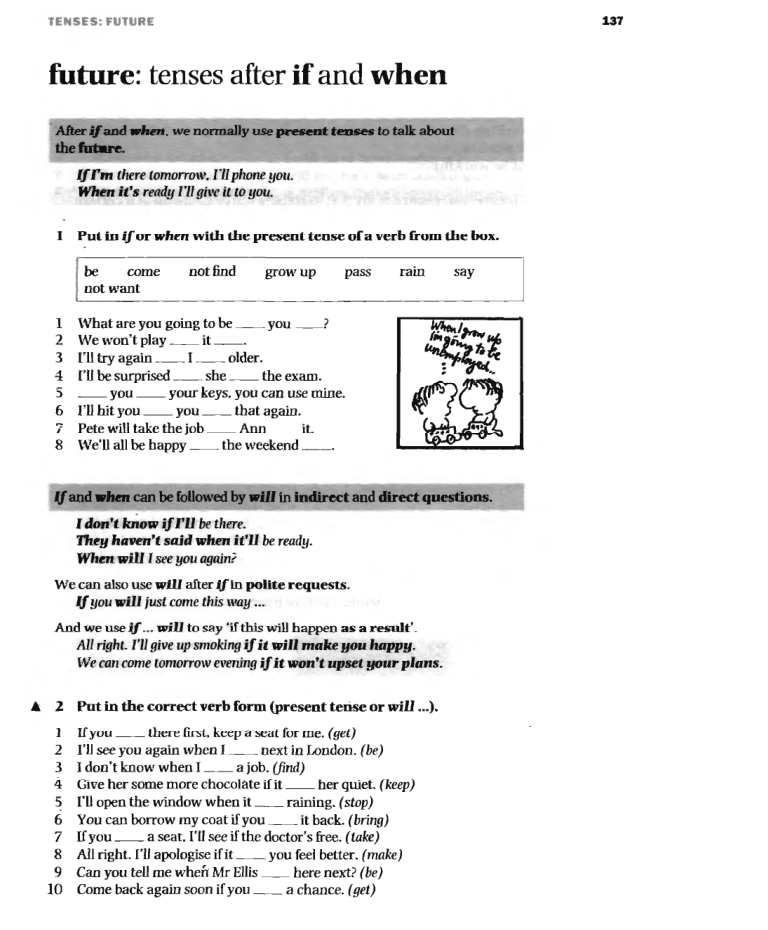 TENSES: FUTURE 137
future: tenses after if and when
After if and when, we normally use present tenses to talk about
the future.
If I'm there tomorrow, I'll phone you.
When it's ready I'll give it to you.
1 Put in if or when with the present tense of a verb from the box.
be come not find grow up pass rain say
not want
1 What are you going to be ___ you ___?
2 We won't play ___ it ___.
3 I'll try again ___ I ___ older.
4 I'll be surprised ___ she ___ the exam.
5 ___ you ___ your keys, you can use mine.
6 I'll hit you ___ you ___ that again.
7 Pete will take the job ___ Ann it.
8 We'll all be happy ___ the weekend ___.
When I grow up
I'm going to be
unemployed...
If and when can be followed by will in indirect and direct questions.
I don't know if I'll be there.
They haven't said when it'll be ready.
When will I see you again?
We can also use will after if in polite requests.
If you will just come this way ...
And we use if ... will to say 'if this will happen as a result'.
All right. I'll give up smoking if it will make you happy.
We can come tomorrow evening if it won't upset your plans.
▲ 2 Put in the correct verb form (present tense or will ...).
1 If you ___ there first, keep a seat for me. (get)
2 I'll see you again when I ___ next in London. (be)
3 I don't know when I ___ a job. (find)
4 Give her some more chocolate if it ___ her quiet. (keep)
5 I'll open the window when it ___ raining. (stop)
6 You can borrow my coat if you ___ it back. (bring)
7 If you ___ a seat, I'll see if the doctor's free. (take)
8 All right. I'll apologise if it ___ you feel better. (make)
9 Can you tell me when Mr Ellis ___ here next? (be)
10 Come back again soon if you ___ a chance. (get)